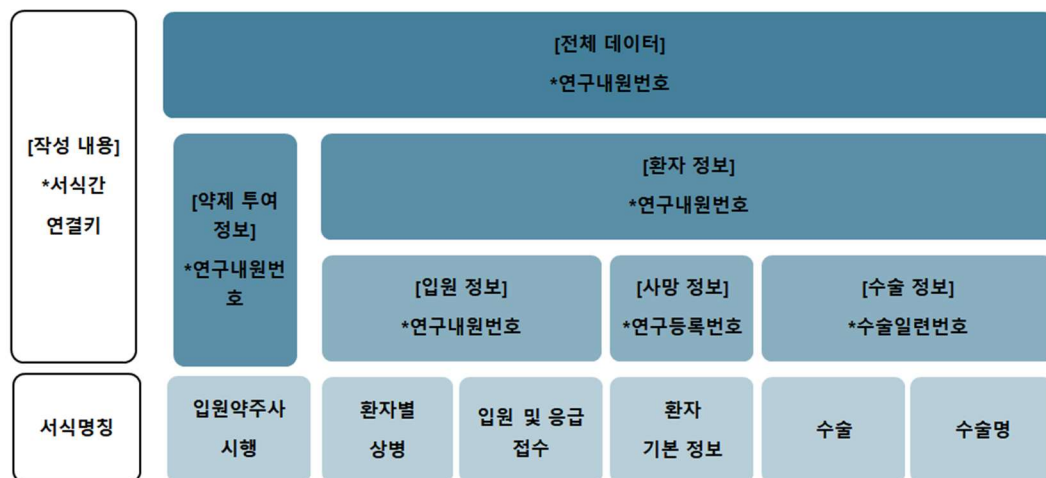 [작성 내용]
*서식간
연결키
[전체 데이터]
*연구내원번호
[약제 투여
정보]
*연구내원번
호
[환자 정보]
*연구내원번호
[입원 정보]
*연구내원번호
[사망 정보]
*연구등록번호
[수술 정보]
*수술일련번호
서식명칭
입원약주사
시행
환자별
상병
입원 및 응급
접수
환자
기본 정보
수술
수술명